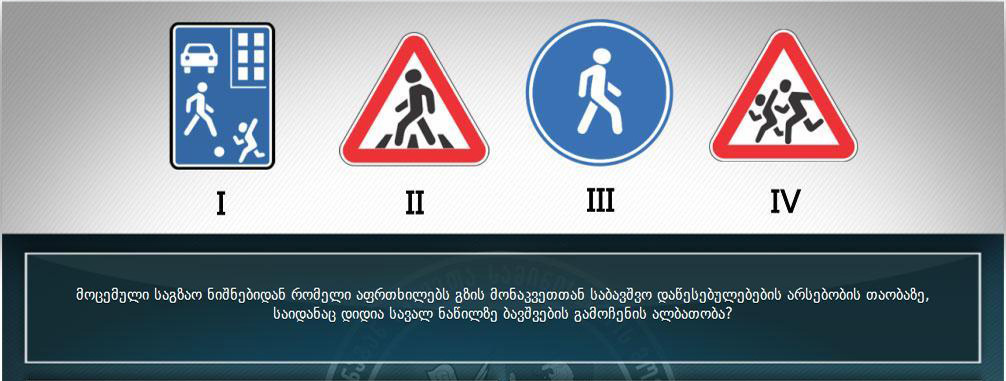 I
II
III
IV
მოცემული საგზაო ნიშნებიდან რომელი აფრთხილებს გზის მონაკვეთთან საბავშვო დაწესებულებების არსებობის თაობაზე,
საიდანაც დიდია სავალ ნაწილზე ბავშვების გამოჩენის ალბათობა?